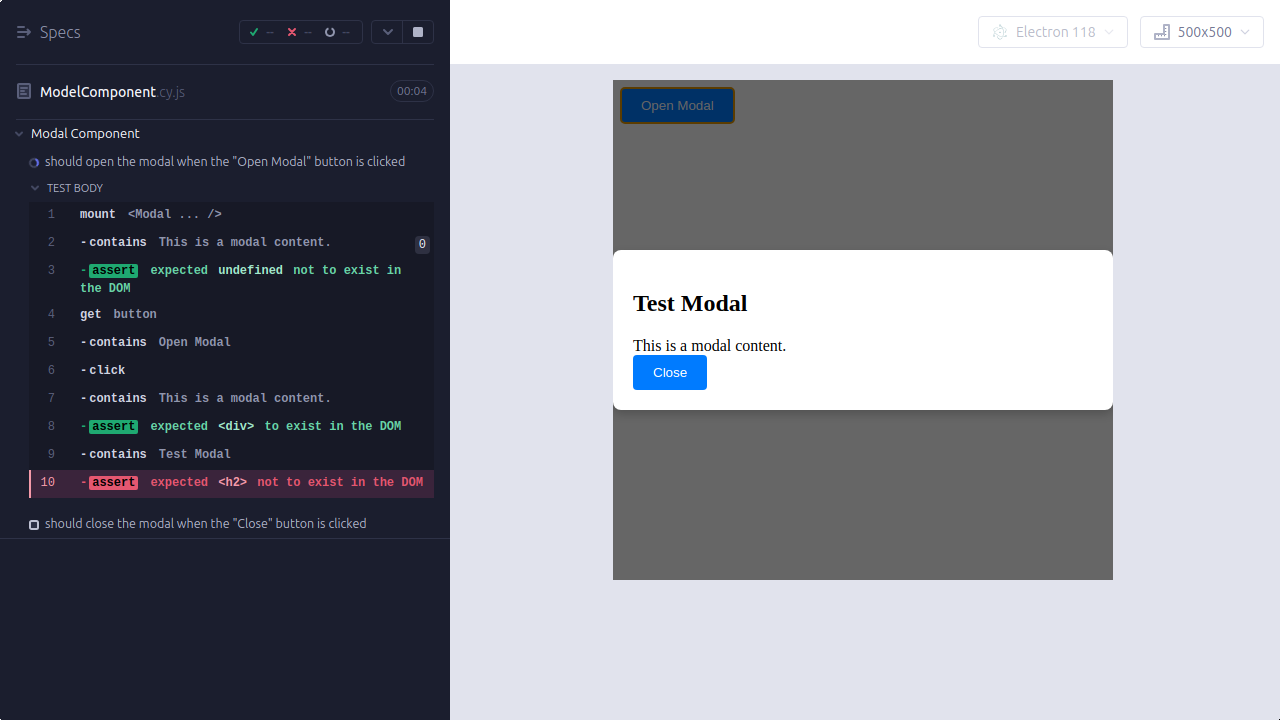 Specs
-- -- --
Electron 118
500x500
ModelComponent.cy.js
00:04
Modal Component
should open the modal when the "Open Modal" button is clicked
TEST BODY
1 mount <Modal ... />
2 -contains This is a modal content. 0
3 -assert expected undefined not to exist in
the DOM
4 get button
5 -contains Open Modal
6 -click
7 -contains This is a modal content.
8 -assert expected <div> to exist in the DOM
9 -contains Test Modal
10 -assert expected <h2> not to exist in the DOM
should close the modal when the "Close" button is clicked
Open Modal
Test Modal
This is a modal content.
Close